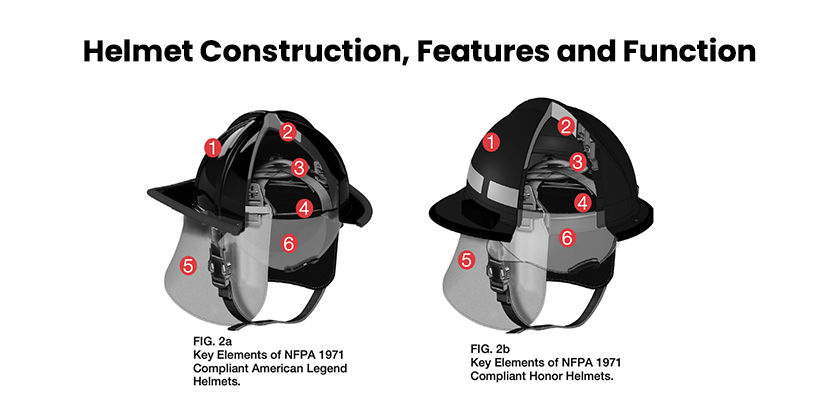 Helmet Construction, Features and Function
1
2
3
4
5
6
FIG. 2a
Key Elements of NFPA 1971
Compliant American Legend
Helmets.
1
2
3
4
5
6
FIG. 2b
Key Elements of NFPA 1971
Compliant Honor Helmets.